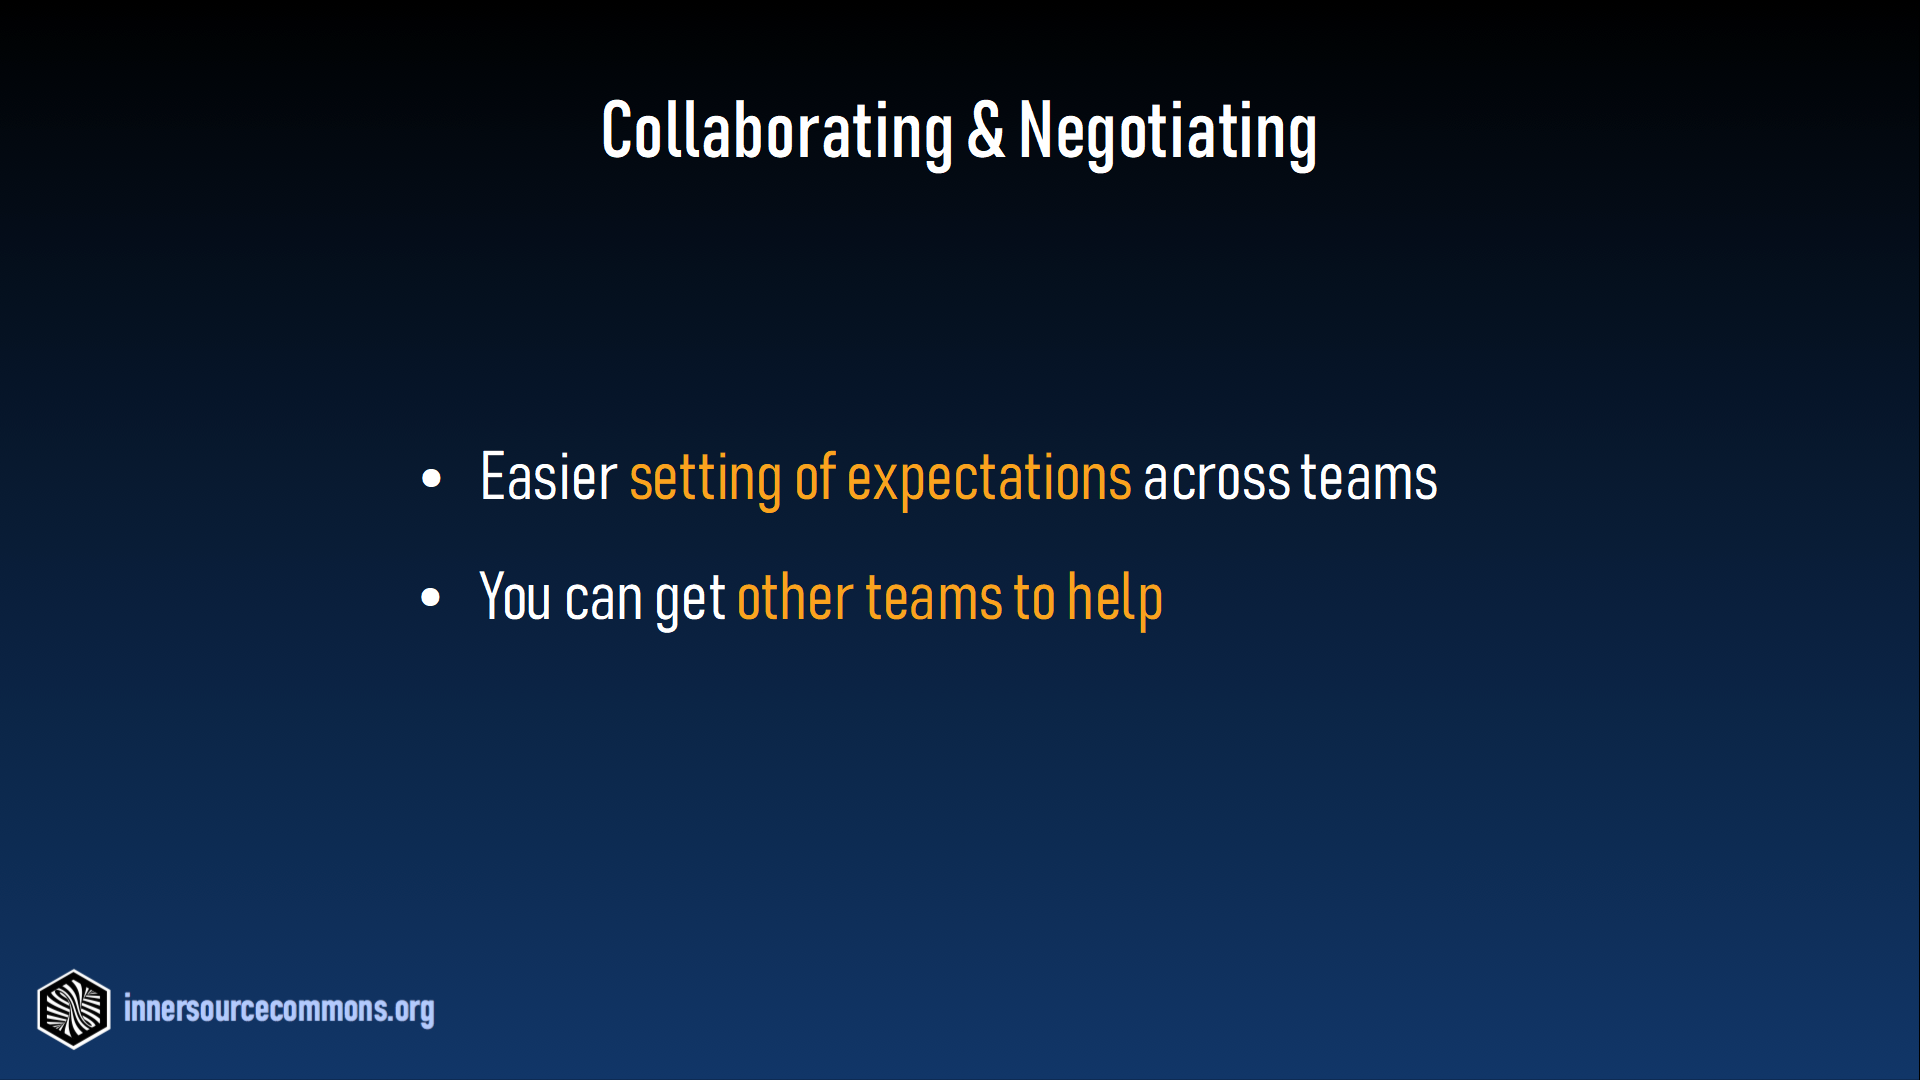 Collaborating & Negotiating
• Easier setting of expectations across teams
• You can get other teams to help
innersourcecommons.org